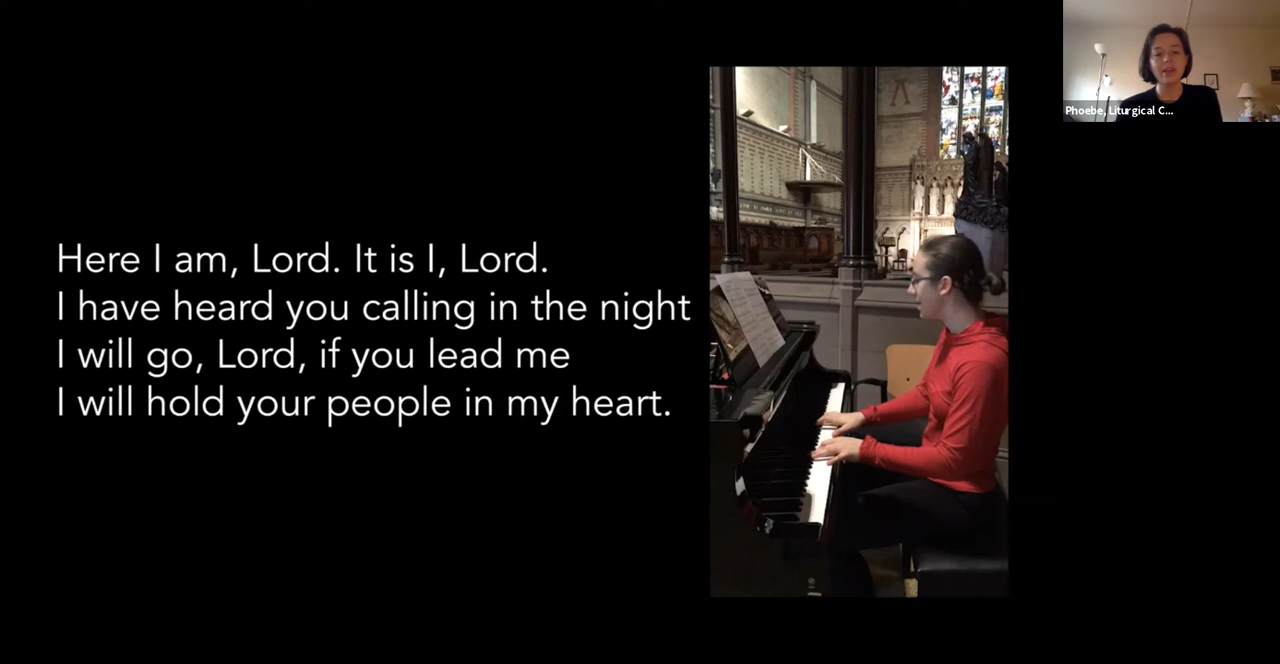 Here I am, Lord. It is I, Lord.
I have heard you calling in the night
I will go, Lord, if you lead me
I will hold your people in my heart.
Phoebe, Liturgical C...